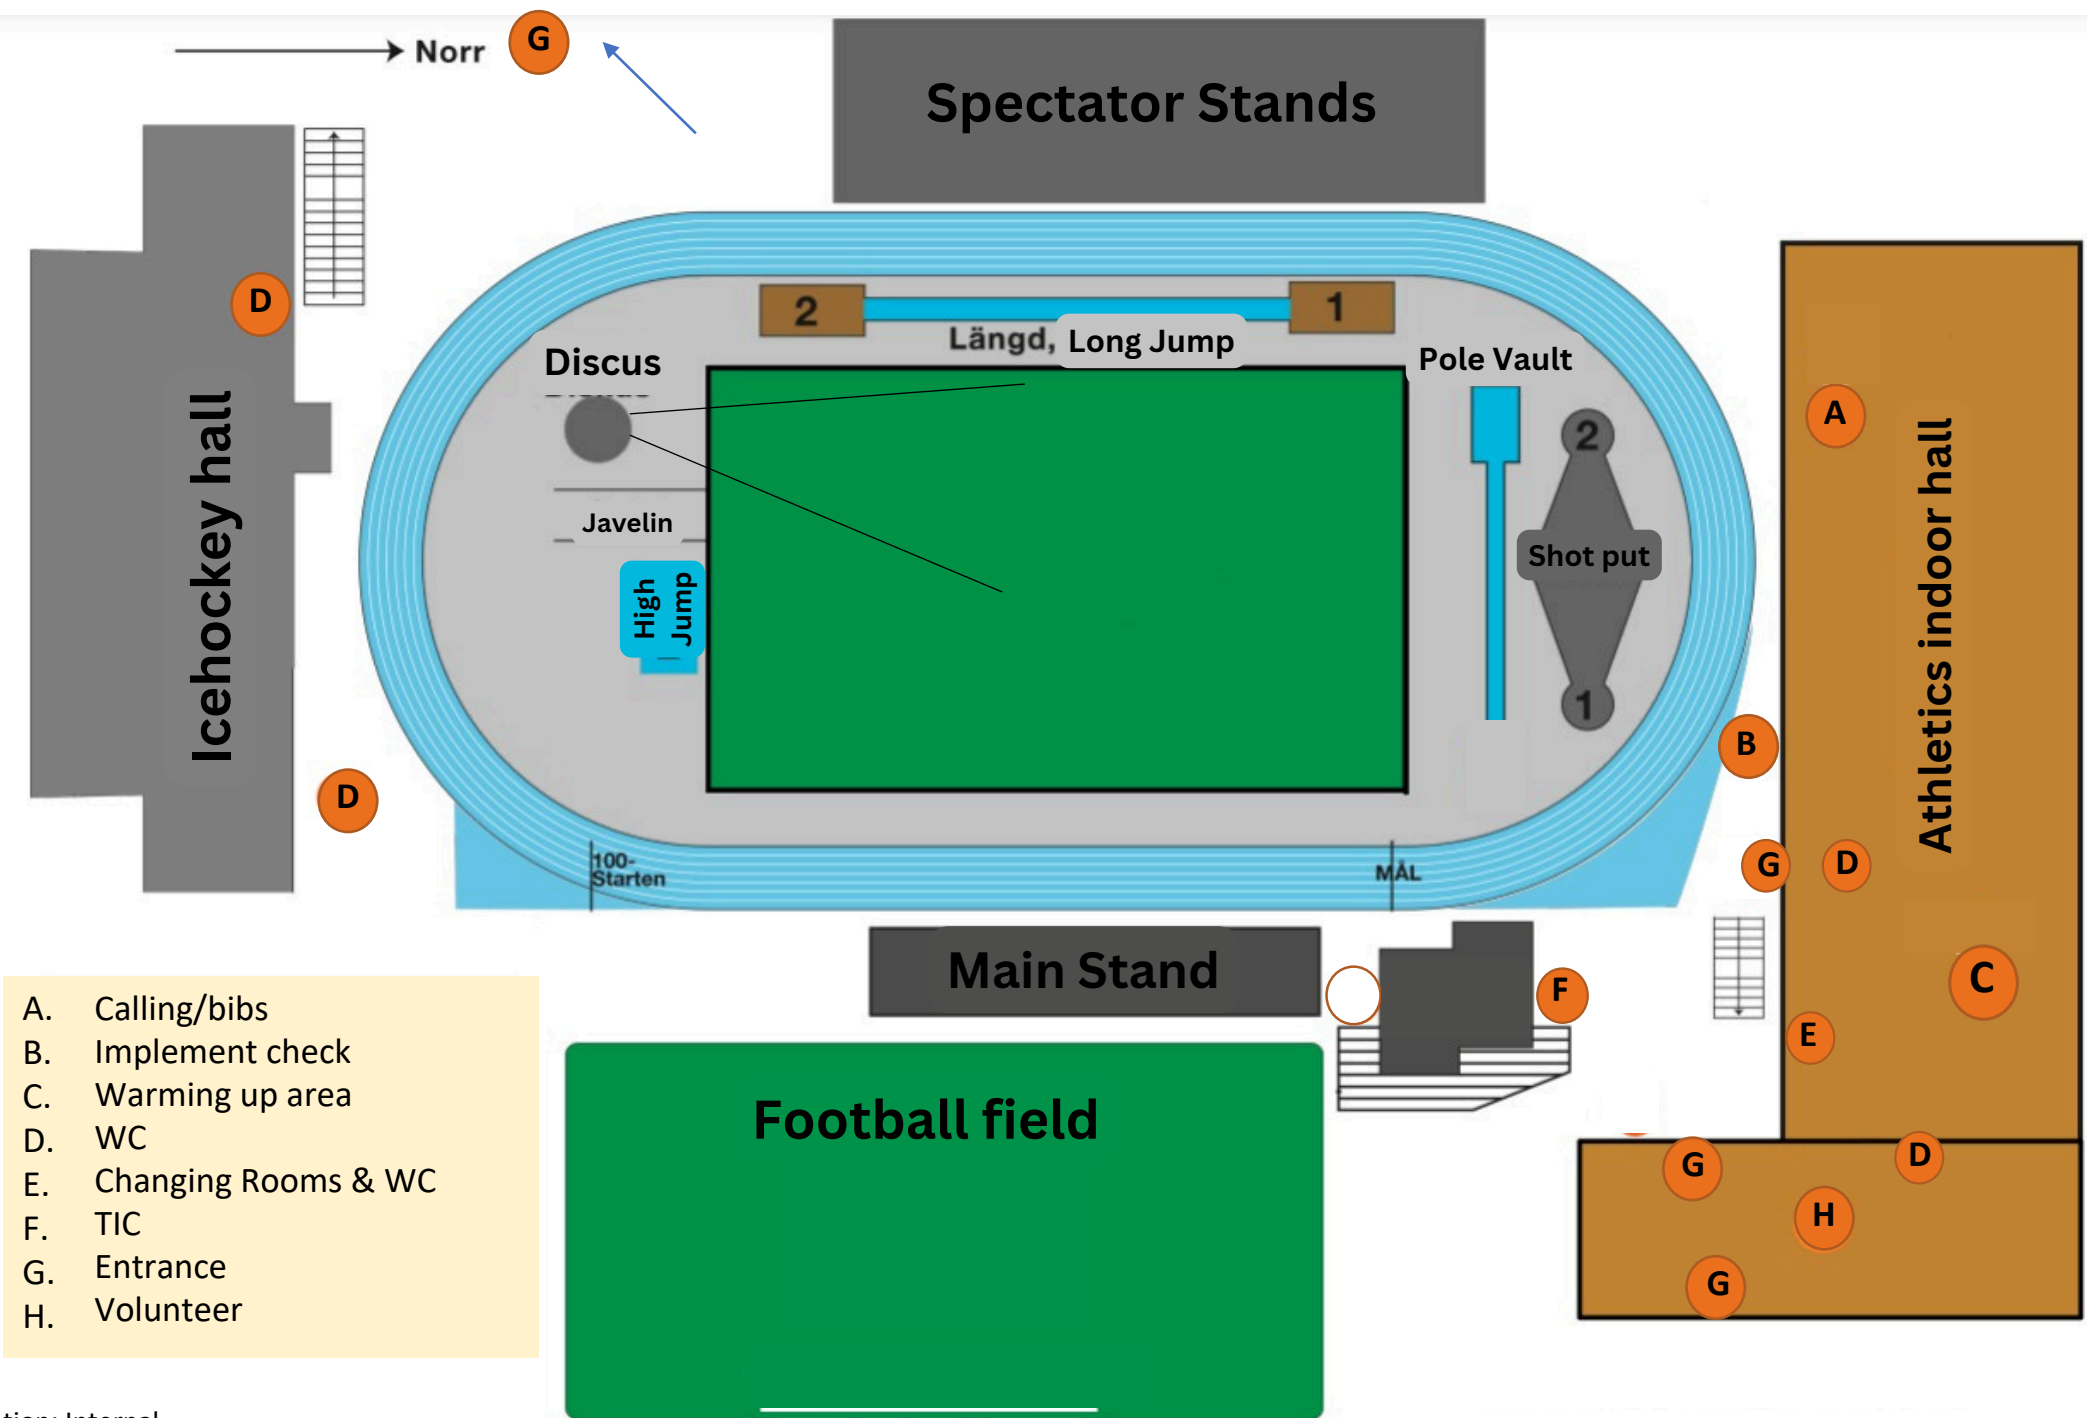 Norr
G
Spectator Stands
D
2
1
Längd, Long Jump
Discus
Pole Vault
A
2
Icehockey hall
Javelin
Shot put
Athletics indoor hall
High
Jump
1
B
D
100-
Starten
MÅL
G
D
Main Stand
F
C
E
A. Calling/bibs
B. Implement check
C. Warming up area
D. WC
E. Changing Rooms & WC
F. TIC
G. Entrance
H. Volunteer
Football field
G
D
H
G
Internal